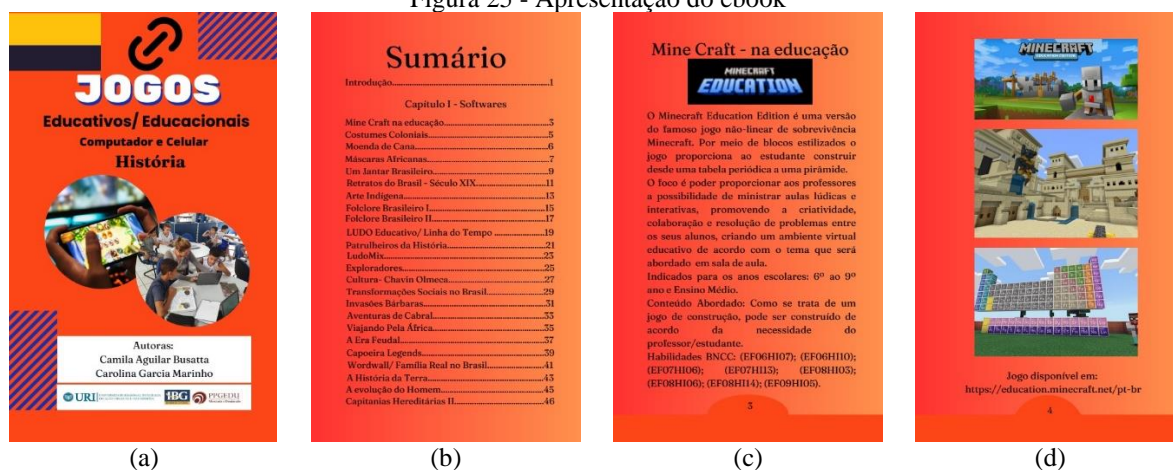 Figura 25 - Apresentação do ebook
JOGOS
Educativos/ Educacionais
Computador e Celular
História
Autoras:
Camila Aguilar Busatta
Carolina Garcia Marinho
URI
IBG
PPGEDU
(a)
Sumário
Introdução....................1
Capítulo I - Softwares
Mine Craft na educação....................3
Costumes Coloniais....................5
Moenda de Cana....................6
Máscaras Africanas....................7
Um Jantar Brasileiro....................9
Retratos do Brasil - Século XIX....................11
Arte Indígena....................13
Folclore Brasileiro I....................15
Folclore Brasileiro II....................17
LUDO Educativo/ Linha do Tempo ....................19
Patrulheiros da História....................21
LudoMix....................23
Exploradores....................25
Cultura- Chavin Olmeca....................27
Transformações Sociais no Brasil....................29
Invasões Bárbaras....................31
Aventuras de Cabral....................33
Viajando Pela África....................35
A Era Feudal....................37
Capoeira Legends....................39
Wordwall/ Família Real no Brasil....................41
A História da Terra....................43
A evolução do Homem....................45
Capitanias Hereditárias II....................46
(b)
Mine Craft - na educação
MINECRAFT
EDUCATION
O Minecraft Education Edition é uma versão
do famoso jogo não-linear de sobrevivência
Minecraft. Por meio de blocos estilizados o
jogo proporciona ao estudante construir
desde uma tabela periódica a uma pirâmide.
O foco é poder proporcionar aos professores
a possibilidade de ministrar aulas lúdicas e
interativas, promovendo a criatividade,
colaboração e resolução de problemas entre
os seus alunos, criando um ambiente virtual
educativo de acordo com o tema que será
abordado em sala de aula.
Indicados para os anos escolares: 6º ao 9º
ano e Ensino Médio.
Conteúdo Abordado: Como se trata de um
jogo de construção, pode ser construído de
acordo da necessidade do
professor/estudante.
Habilidades BNCC: (EF06HI07); (EF06HI10);
(EF07HI06); (EF07HI13); (EF08HI03);
(EF08HI06); (EF08HI14); (EF09HI05).
3
(c)
MINECRAFT
Jogo disponível em:
https://education.minecraft.net/pt-br
4
(d)